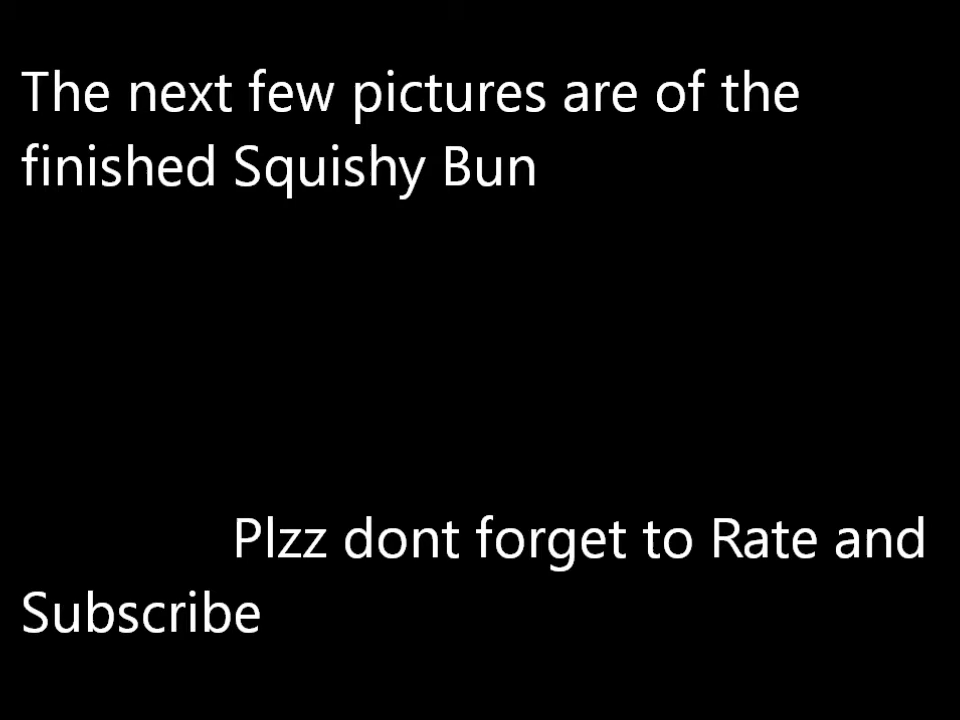 The next few pictures are of the
finished Squishy Bun
Plzz dont forget to Rate and
Subscribe